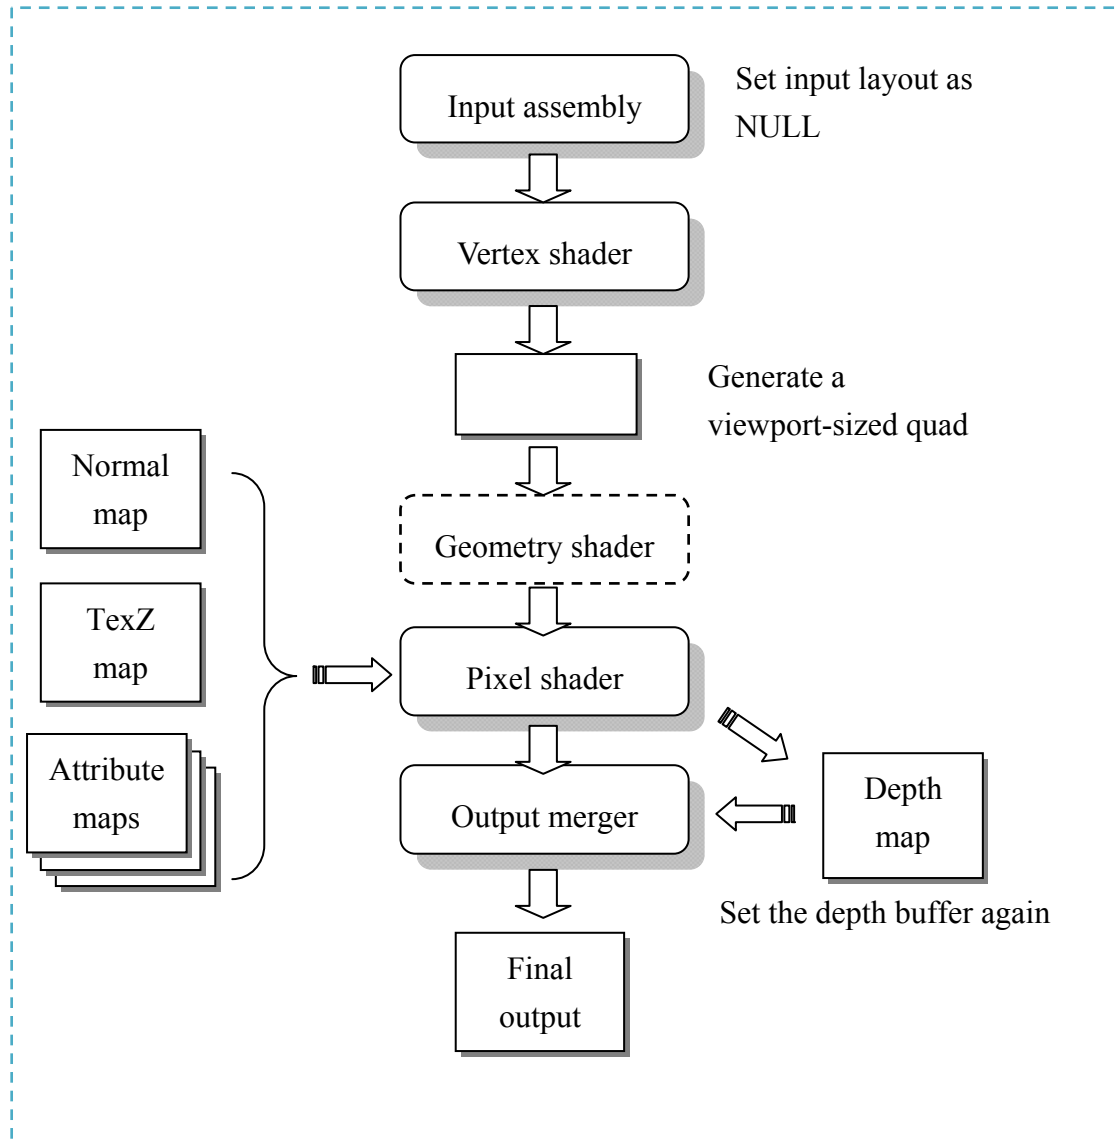 Input assembly
Set input layout as
NULL
Vertex shader
Generate a
viewport-sized quad
Normal
map
Geometry shader
TexZ
map
Pixel shader
Attribute
maps
Output merger
Depth
map
Set the depth buffer again
Final
output